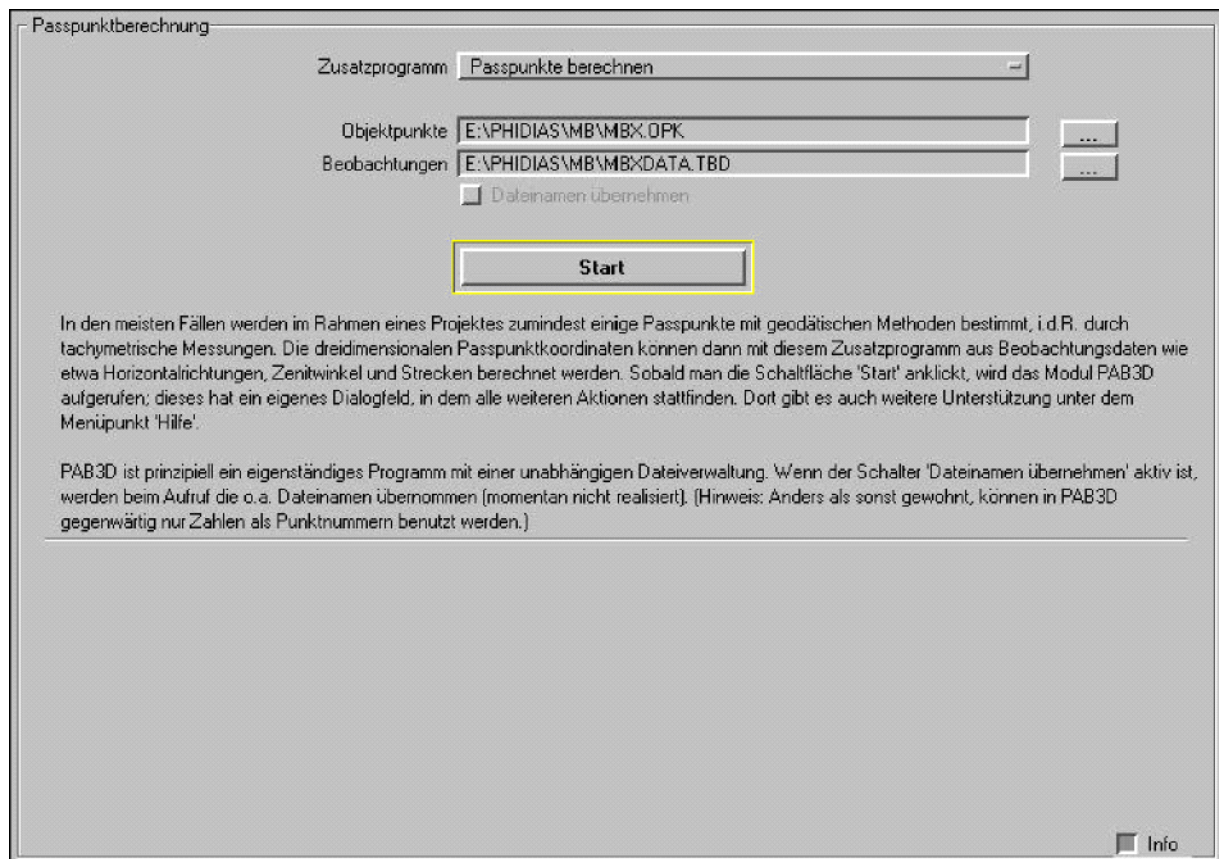 Passpunktberechnung
Zusatzprogramm Passpunkte berechnen
Objektpunkte E:\PHIDIAS\MB\MBX.OPK ...
Beobachtungen E:\PHIDIAS\MB\MBXDATA.TBD ...
Dateinamen übernehmen
Start
In den meisten Fällen werden im Rahmen eines Projektes zumindest einige Passpunkte mit geodätischen Methoden bestimmt, i.d.R. durch
tachymetrische Messungen. Die dreidimensionalen Passpunktkoordinaten können dann mit diesem Zusatzprogramm aus Beobachtungsdaten wie
etwa Horizontalrichtungen, Zenitwinkel und Strecken berechnet werden. Sobald man die Schaltfläche 'Start' anklickt, wird das Modul PAB3D
aufgerufen; dieses hat ein eigenes Dialogfeld, in dem alle weiteren Aktionen stattfinden. Dort gibt es auch weitere Unterstützung unter dem
Menüpunkt 'Hilfe'.
PAB3D ist prinzipiell ein eigenständiges Programm mit einer unabhängigen Dateiverwaltung. Wenn der Schalter 'Dateinamen übernehmen' aktiv ist,
werden beim Aufruf die o.a. Dateinamen übernommen (momentan nicht realisiert). (Hinweis: Anders als sonst gewohnt, können in PAB3D
gegenwärtig nur Zahlen als Punktnummern benutzt werden.)
Info